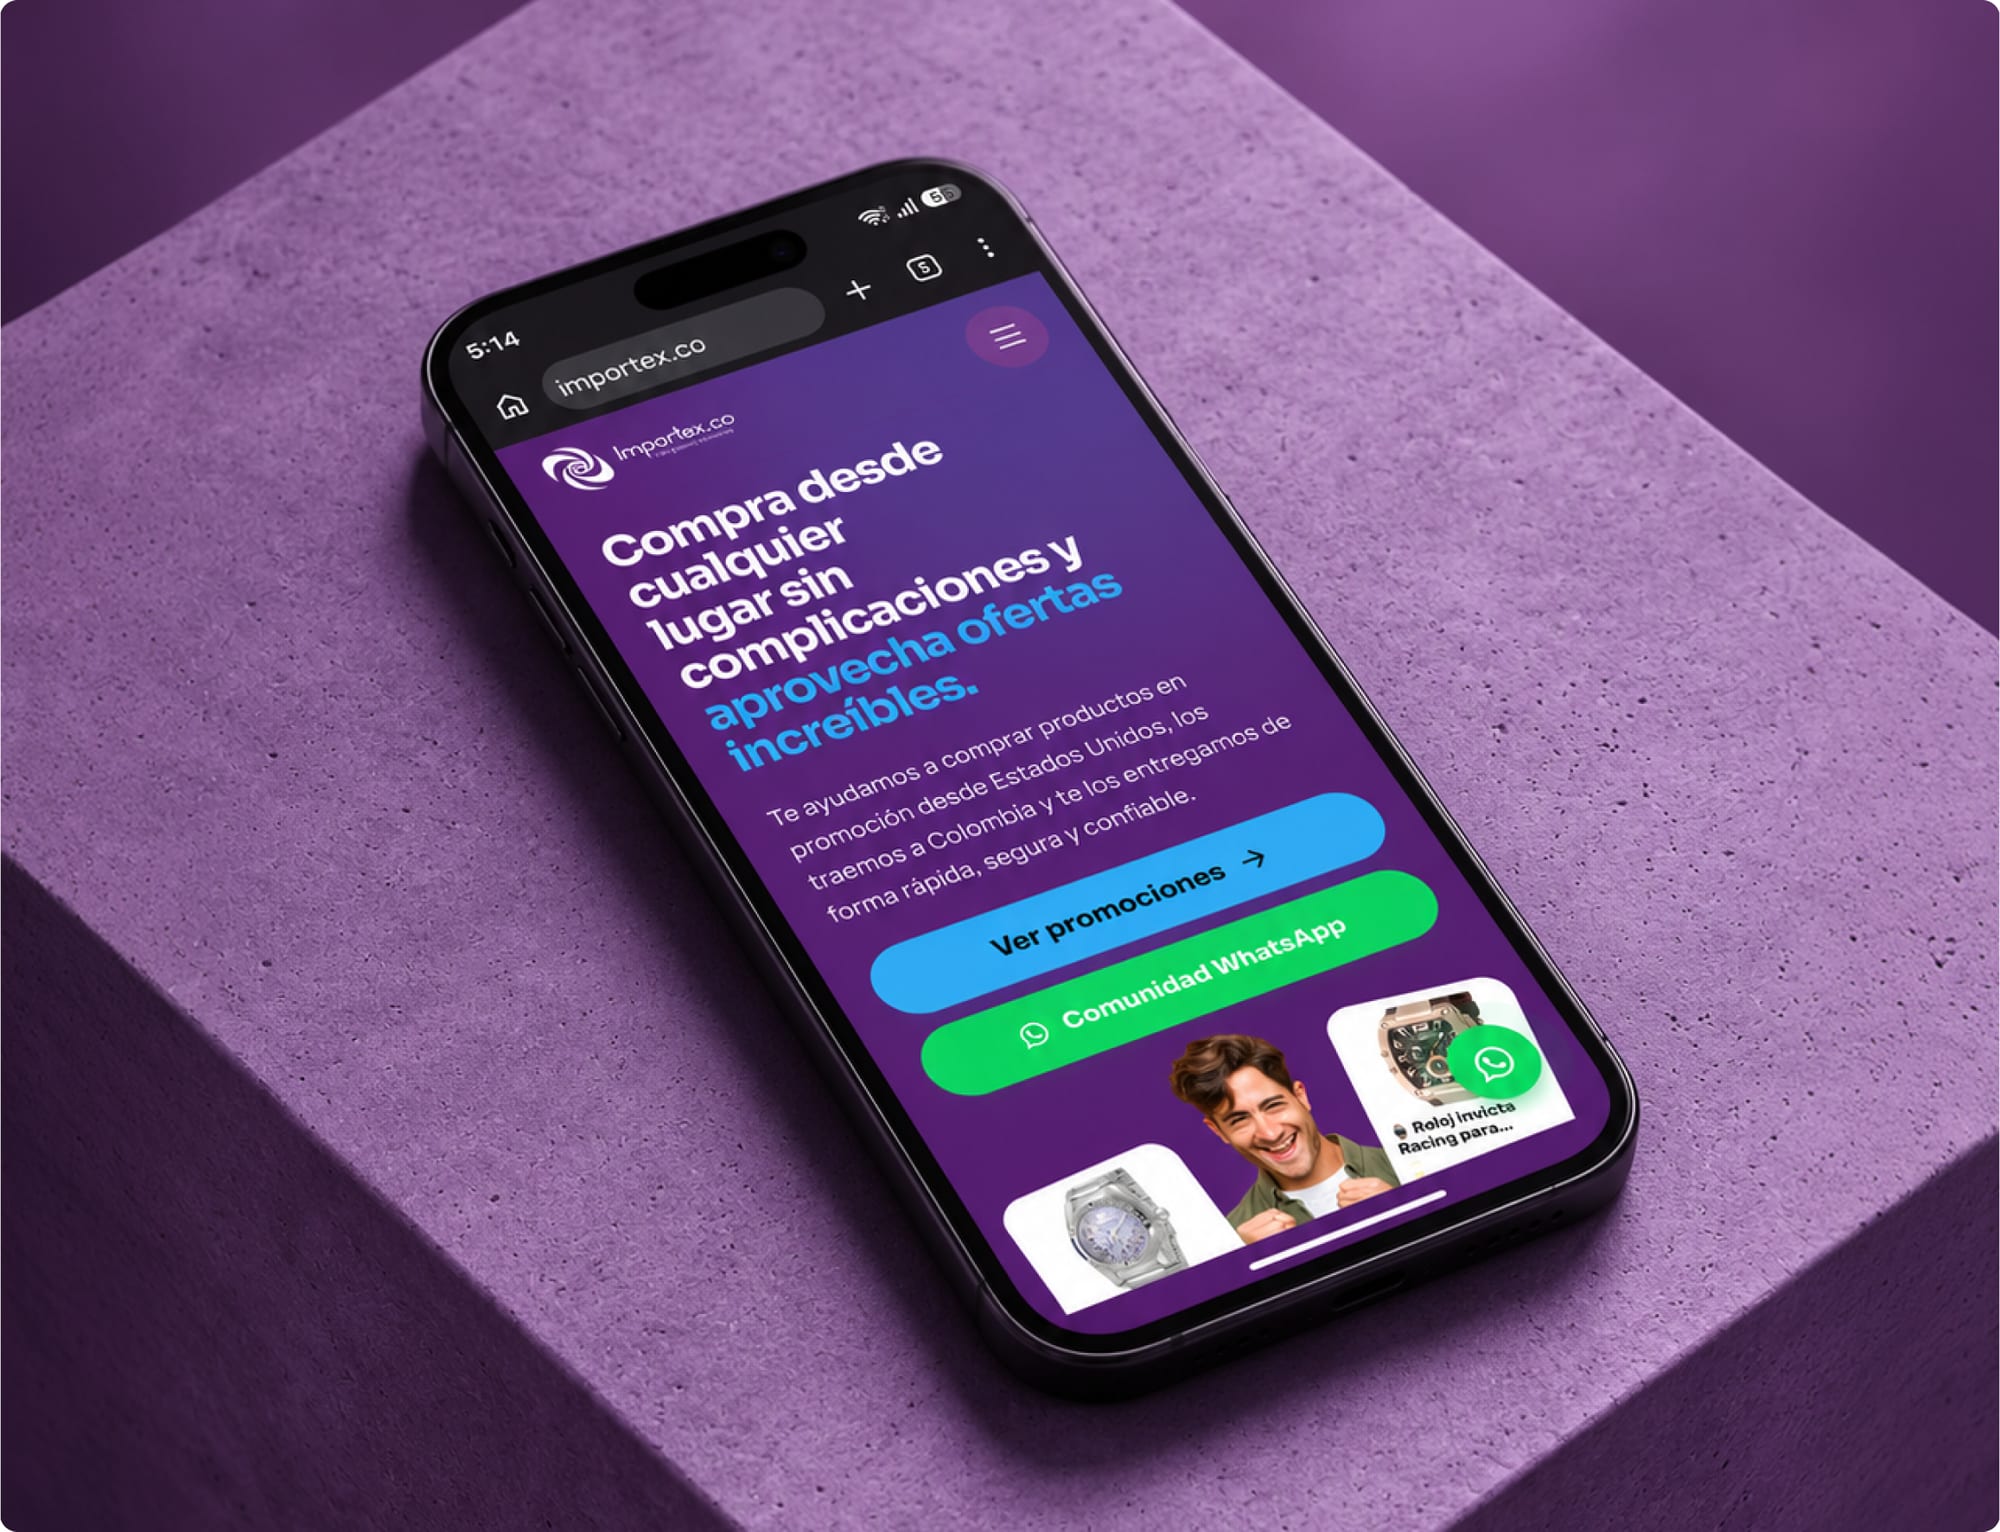 5:14
importex.co
5
Importex.co
Compra desde
cualquier
lugar sin
complicaciones y
aprovecha ofertas
increíbles.
Te ayudamos a comprar productos en
promoción desde Estados Unidos, los
traemos a Colombia y te los entregamos de
forma rápida, segura y confiable.
Ver promociones →
Comunidad WhatsApp
Roloj invicta
Racing para...